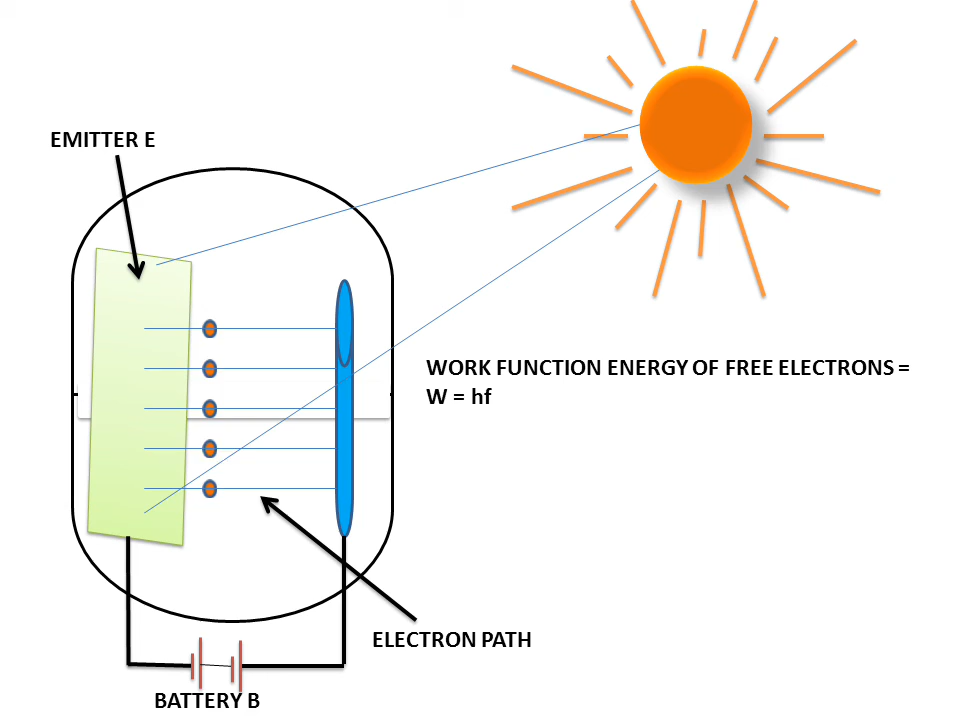 EMITTER E
WORK FUNCTION ENERGY OF FREE ELECTRONS =
W = hf
ELECTRON PATH
BATTERY B